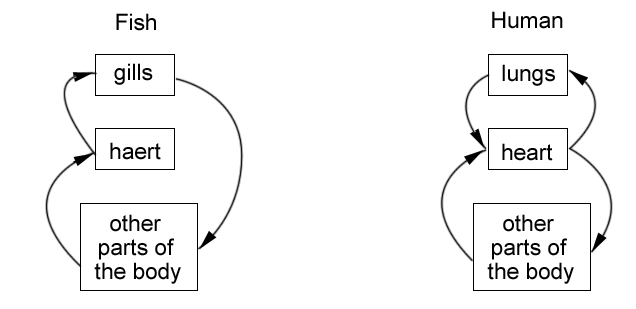 Fish
gills
haert
other
parts of
the body
Human
lungs
heart
other
parts of
the body